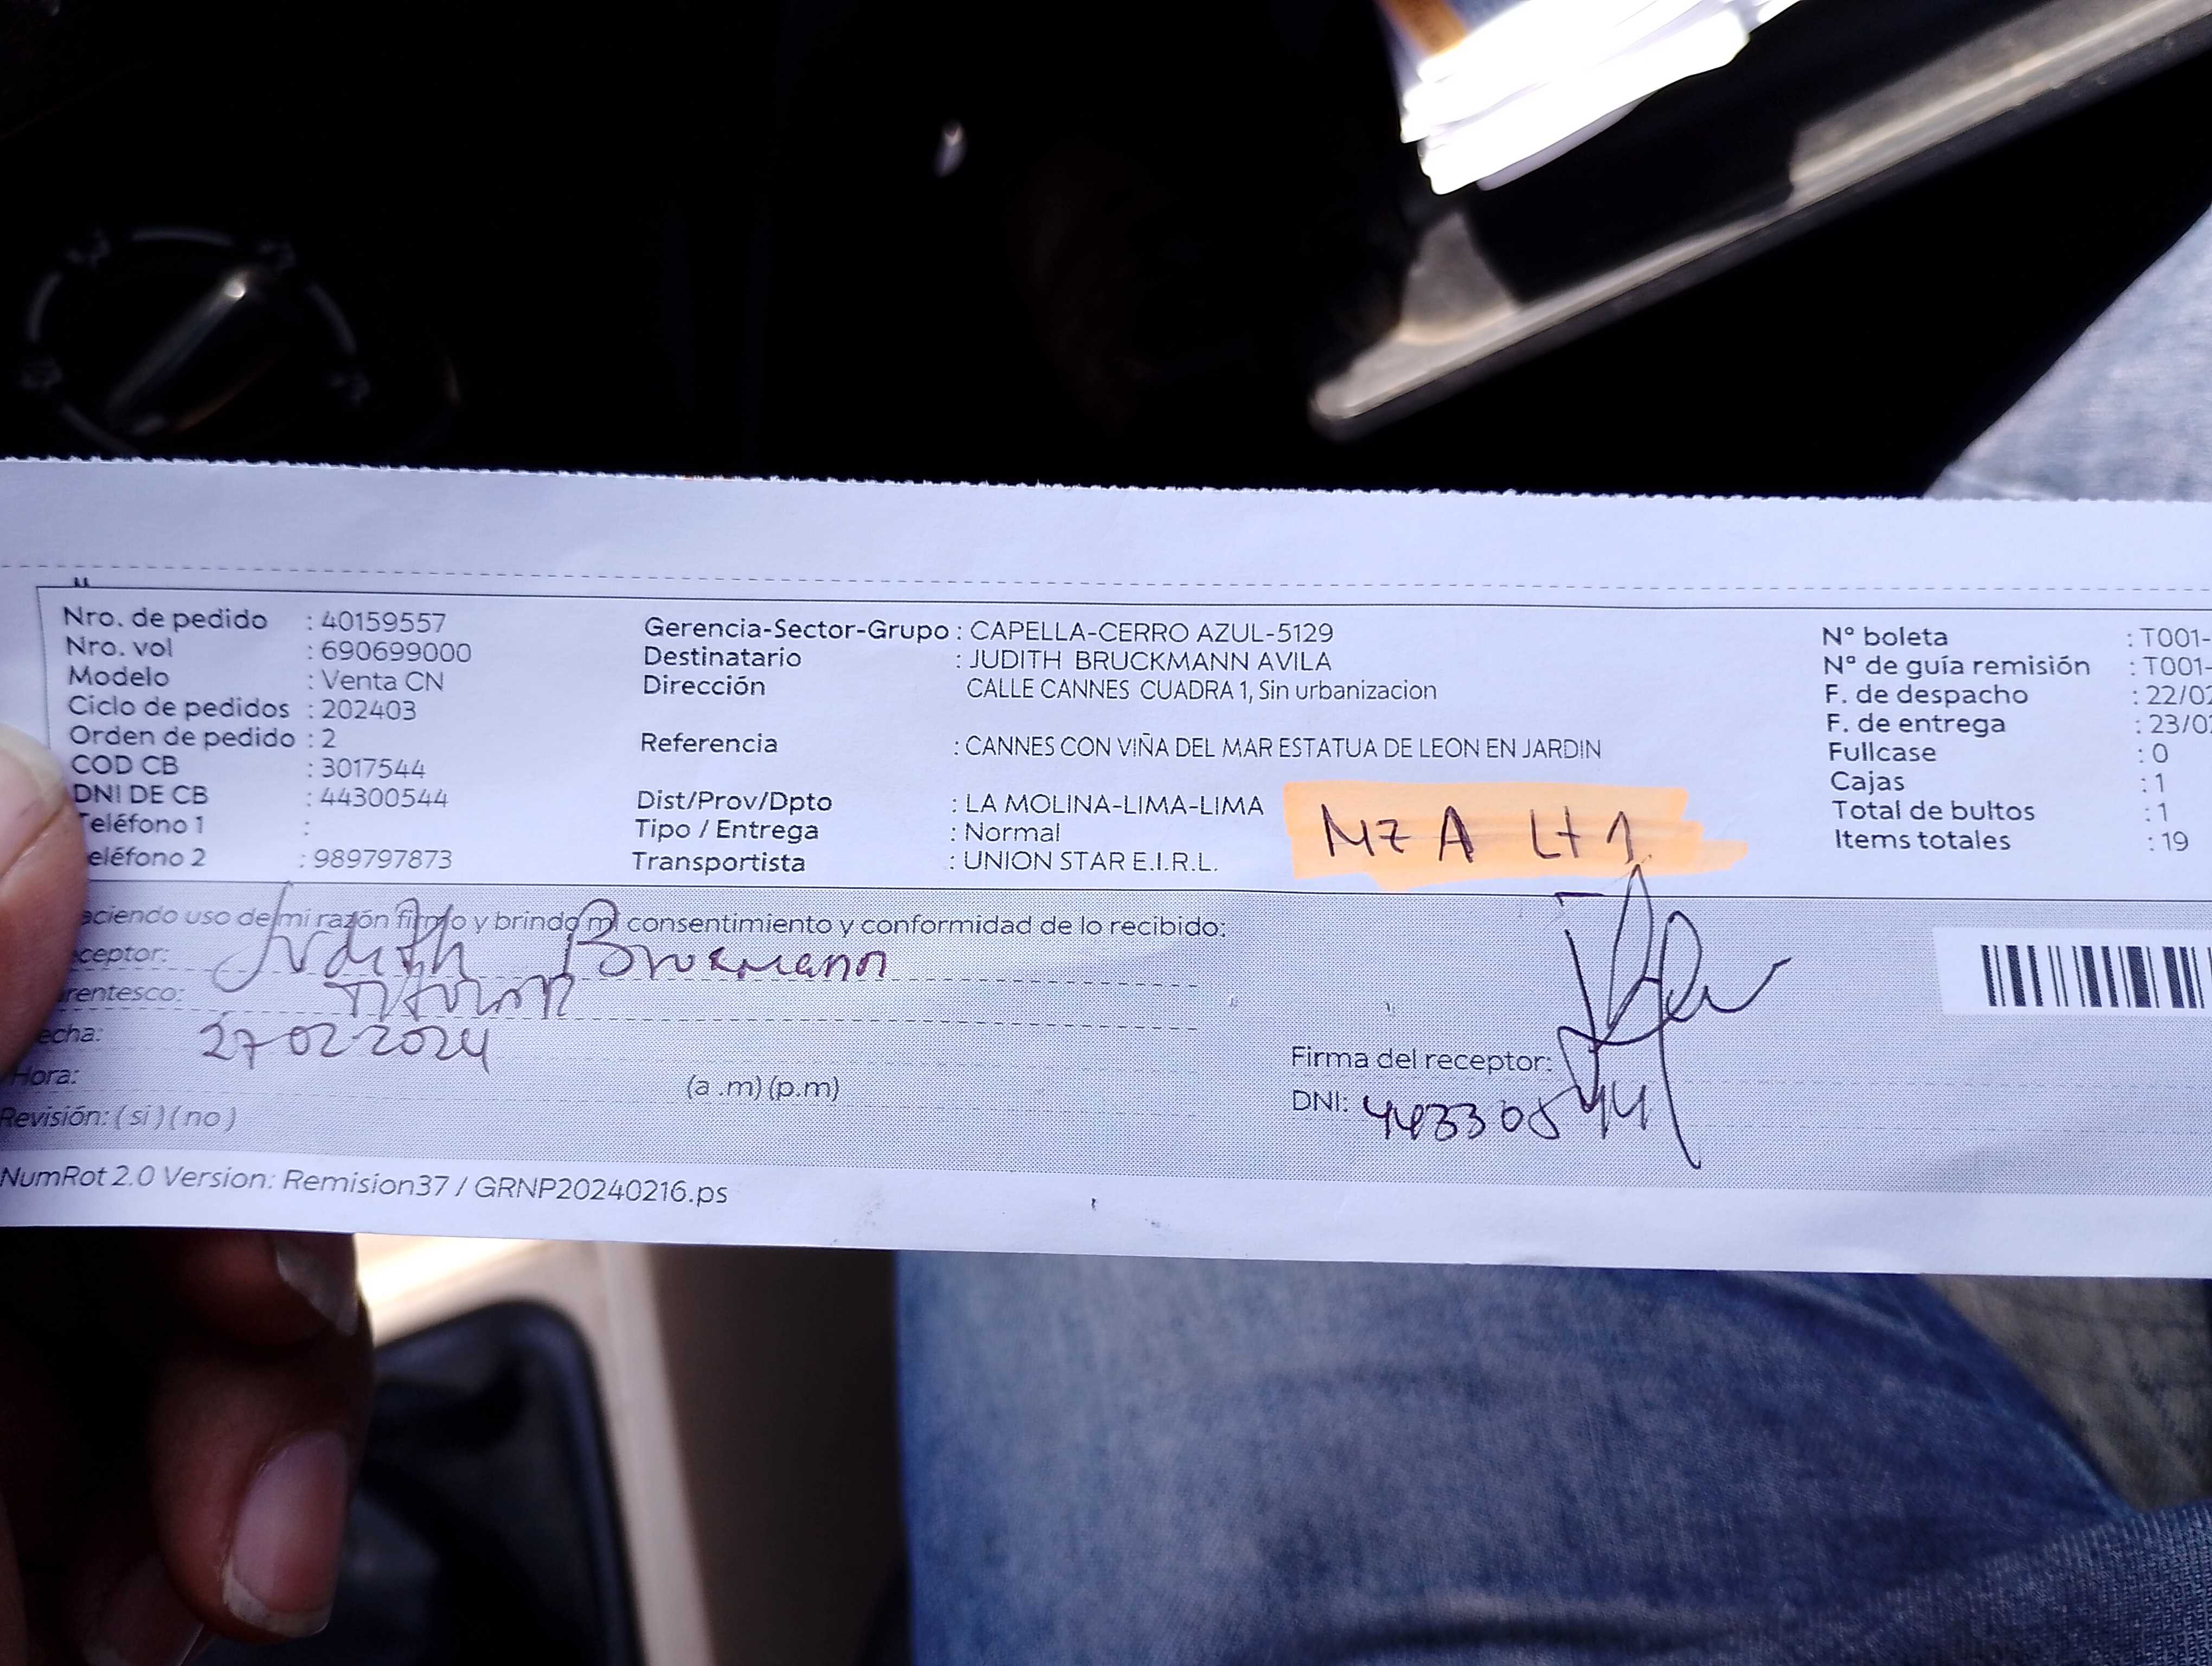 Nro. de pedido : 40159557
Nro. vol : 690699000
Modelo : Venta CN
Ciclo de pedidos : 202403
Orden de pedido : 2
COD CB : 3017544
DNI DE CB : 44300544
Teléfono 1 :
eléfono 2 : 989797873
Gerencia-Sector-Grupo : CAPELLA-CERRO AZUL-5129
Destinatario : JUDITH BRUCKMANN AVILA
Dirección CALLE CANNES CUADRA 1, Sin urbanizacion
Referencia : CANNES CON VIÑA DEL MAR ESTATUA DE LEON EN JARDIN
Dist/Prov/Dpto : LA MOLINA-LIMA-LIMA
Tipo / Entrega : Normal
Transportista : UNION STAR E.I.R.L.
MZ A Lt 1
N° boleta : T001-
N° de guía remisión : T001-
F. de despacho : 22/02
F. de entrega : 23/0
Fullcase : 0
Cajas : 1
Total de bultos : 1
Items totales : 19
aciendo uso de mi razón firmo y brindo mi consentimiento y conformidad de lo recibido:
ceptor: Judith Brukmann
rentesco: Titular
echa: 27-02-2024
Hora: (a .m) (p.m)
Revisión: ( si ) ( no )
Firma del receptor:
DNI:
NumRot 2.0 Version: Remision37 / GRNP20240216.ps